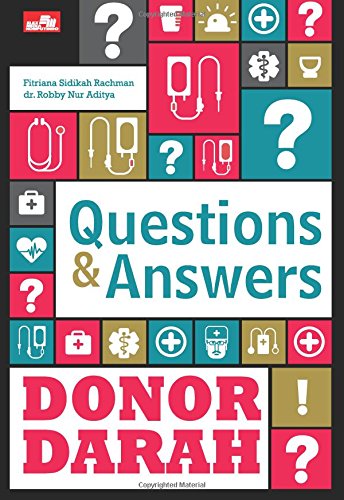 Fitriana Sidikah Rachman
dr. Robby Nur Aditya
?
?
?
?
?
Questions
& Answers
?
?
DONOR
DARAH
!
?